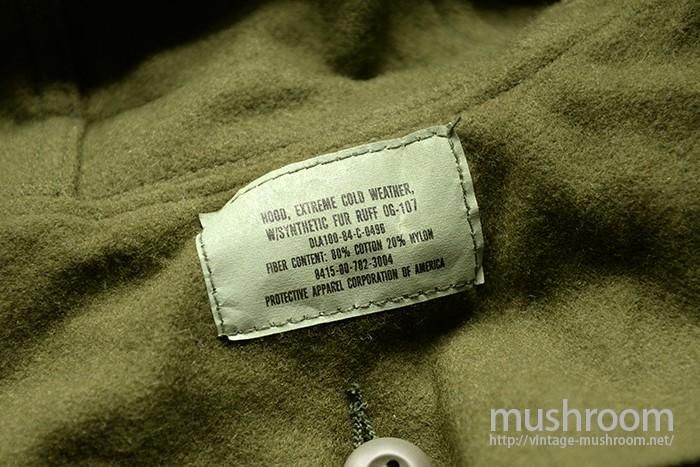 HOOD, EXTREME COLD WEATHER,
W/SYNTHETIC FUR RUFF OG-107
DLA100-84-C-0496
FIBER CONTENT: 80% COTTON 20% NYLON
8415-00-782-3004
PROTECTIVE APPAREL CORPORATION OF AMERICA
mushroom
http://vintage-mushroom.net/